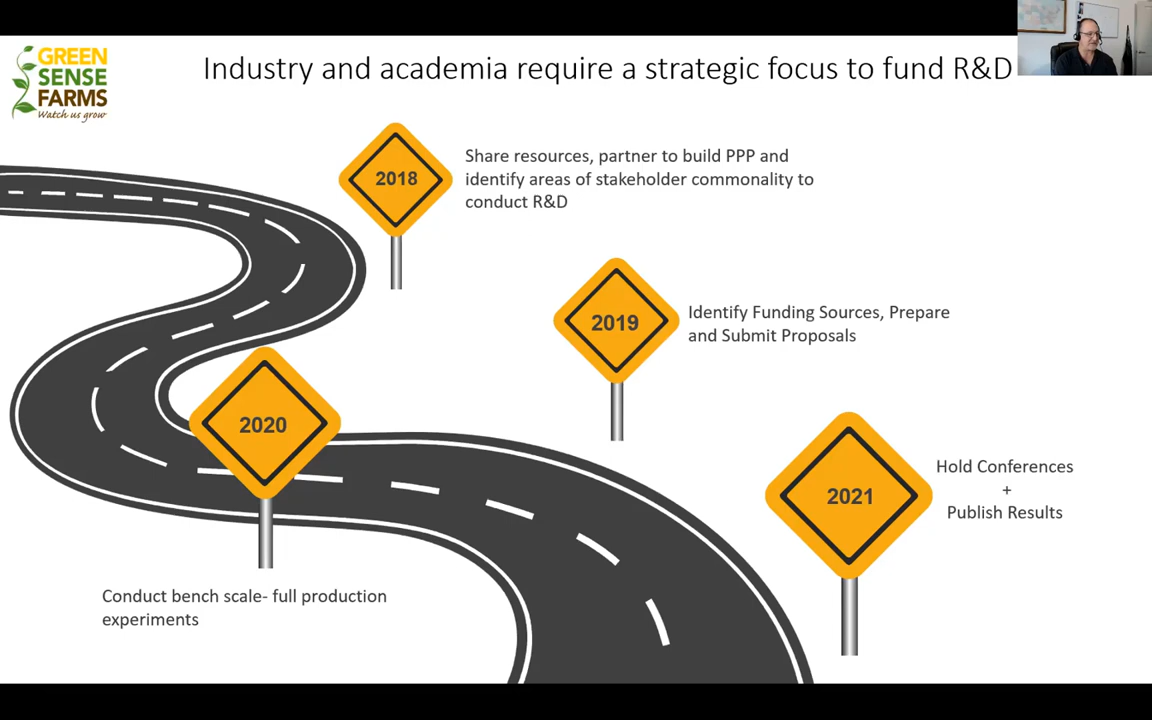 GREEN
SENSE
FARMS
Watch us grow
Industry and academia require a strategic focus to fund R&D
2018
Share resources, partner to build PPP and
identify areas of stakeholder commonality to
conduct R&D
2019
Identify Funding Sources, Prepare
and Submit Proposals
2020
Conduct bench scale- full production
experiments
2021
Hold Conferences
+
Publish Results